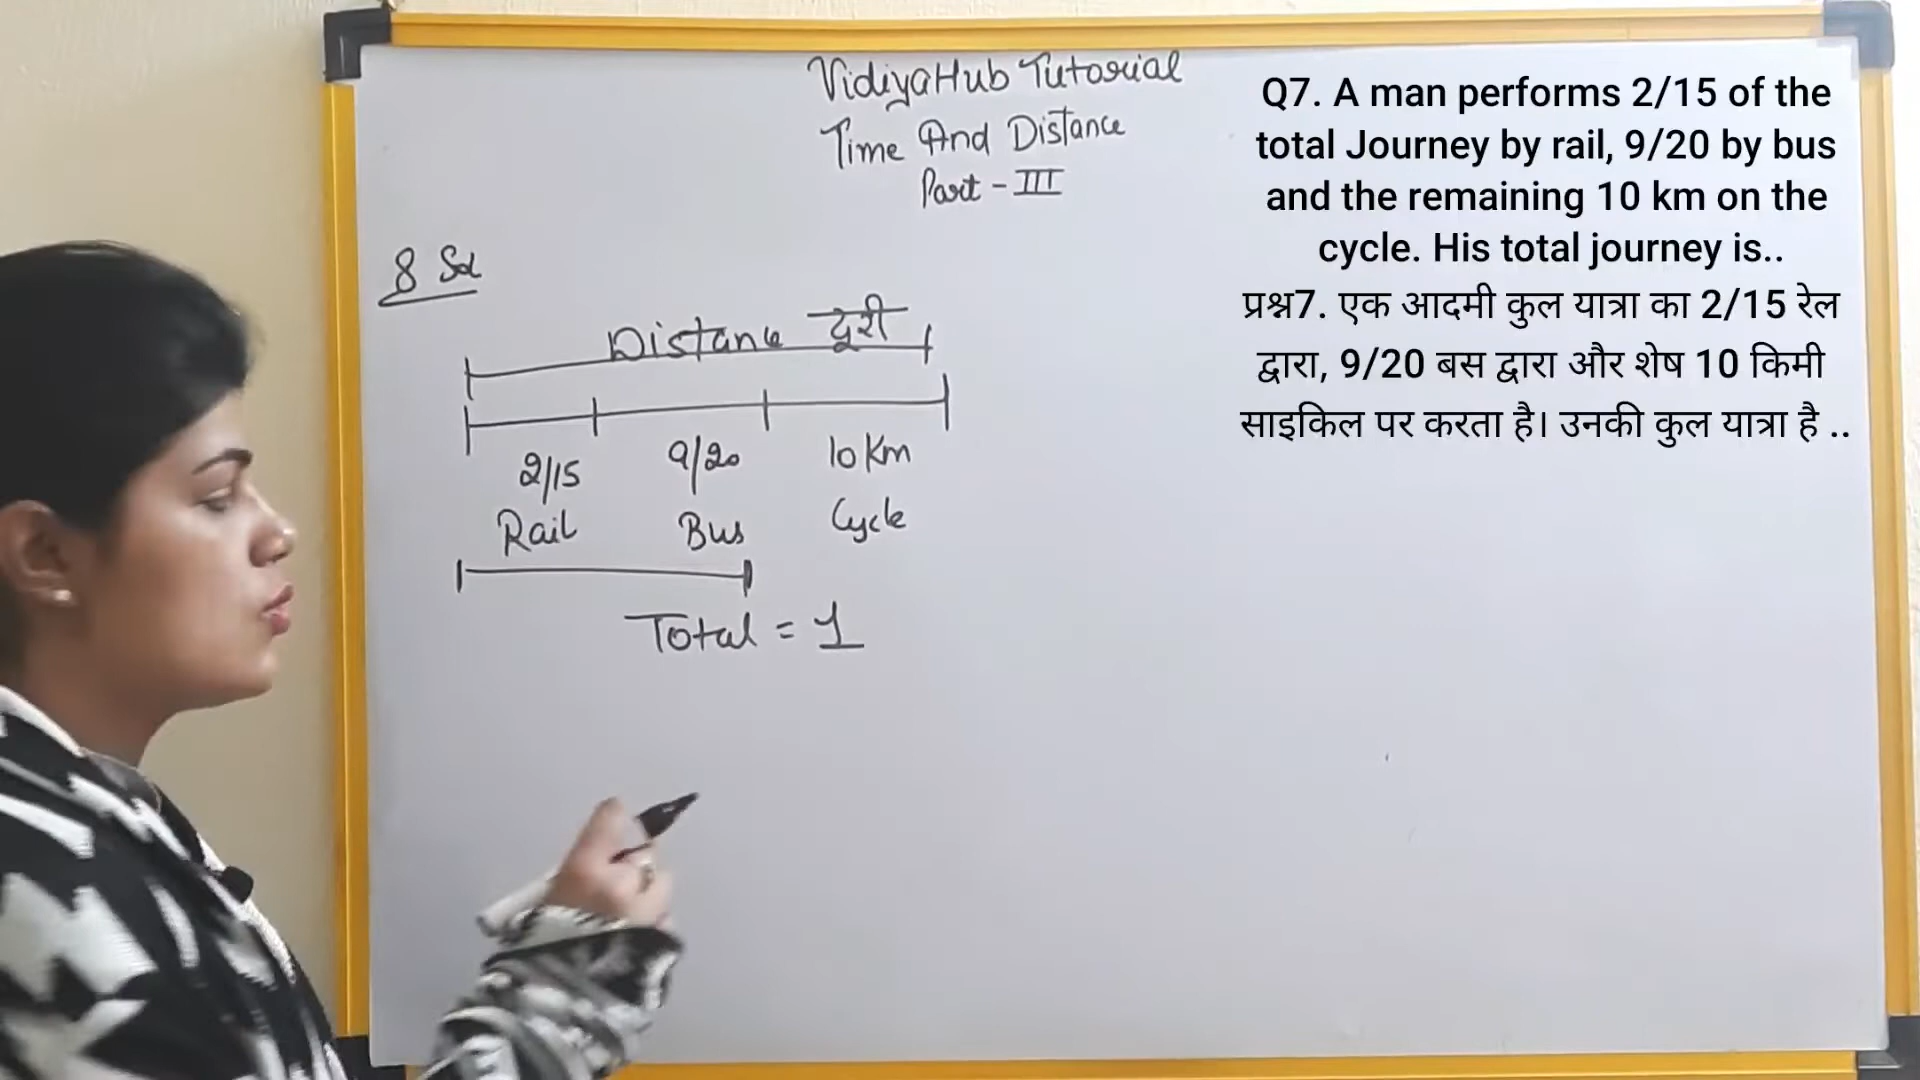 VidiyaHub Tutorial
Time And Distance
Part - III
8 Sol
Distance दूरी
2/15 9/20 10 Km
Rail Bus Cycle
Total = 1
Q7. A man performs 2/15 of the
total Journey by rail, 9/20 by bus
and the remaining 10 km on the
cycle. His total journey is..
प्रश्न7. एक आदमी कुल यात्रा का 2/15 रेल
द्वारा, 9/20 बस द्वारा और शेष 10 किमी
साइकिल पर करता है। उनकी कुल यात्रा है ..